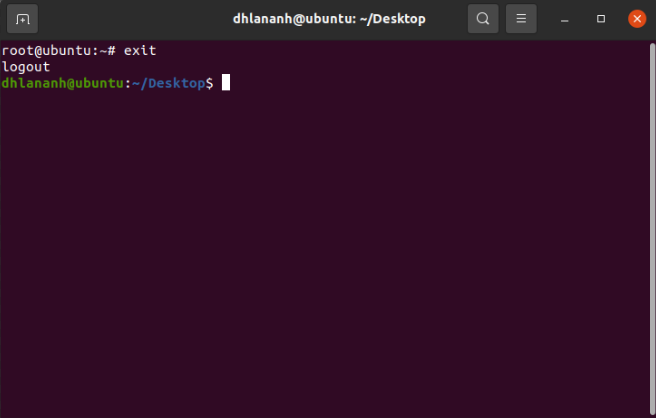 dhlananh@ubuntu: ~/Desktop
root@ubuntu:~# exit
logout
dhlananh@ubuntu:~/Desktop$